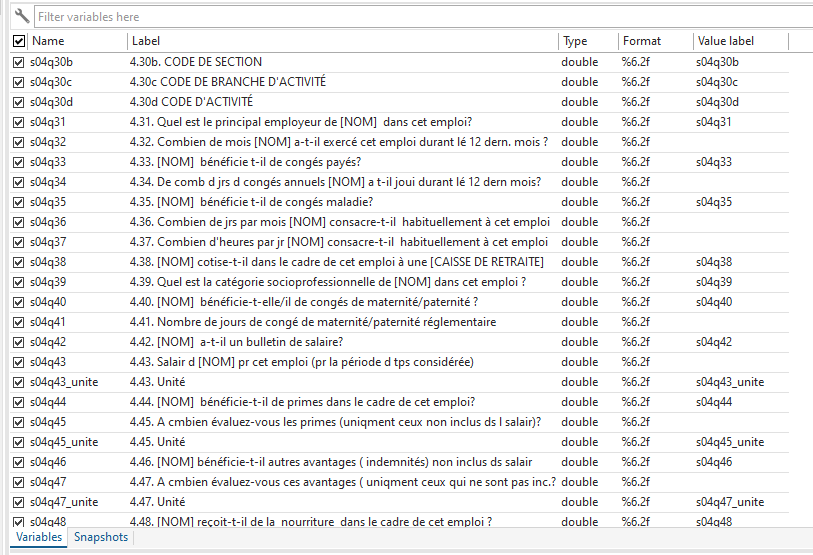 Filter variables here
Name Label Type Format Value label
s04q30b 4.30b. CODE DE SECTION double %6.2f s04q30b
s04q30c 4.30c CODE DE BRANCHE D'ACTIVITÉ double %6.2f s04q30c
s04q30d 4.30d CODE D'ACTIVITÉ double %6.2f s04q30d
s04q31 4.31. Quel est le principal employeur de [NOM]  dans cet emploi? double %6.2f s04q31
s04q32 4.32. Combien de mois [NOM] a-t-il exercé cet emploi durant lé 12 dern. mois ? double %6.2f
s04q33 4.33. [NOM]  bénéficie t-il de congés payés? double %6.2f s04q33
s04q34 4.34. De comb d jrs d congés annuels [NOM] a t-il joui durant lé 12 dern mois? double %6.2f
s04q35 4.35. [NOM]  bénéficie t-il de congés maladie? double %6.2f s04q35
s04q36 4.36. Combien de jrs par mois [NOM] consacre-t-il  habituellement à cet emploi double %6.2f
s04q37 4.37. Combien d'heures par jr [NOM] consacre-t-il  habituellement à cet emploi double %6.2f
s04q38 4.38. [NOM] cotise-t-il dans le cadre de cet emploi à une [CAISSE DE RETRAITE] double %6.2f s04q38
s04q39 4.39. Quel est la catégorie socioprofessionnelle de [NOM] dans cet emploi ? double %6.2f s04q39
s04q40 4.40. [NOM]  bénéficie-t-elle/il de congés de maternité/paternité ? double %6.2f s04q40
s04q41 4.41. Nombre de jours de congé de maternité/paternité réglementaire double %6.2f
s04q42 4.42. [NOM]  a-t-il un bulletin de salaire? double %6.2f s04q42
s04q43 4.43. Salair d [NOM] pr cet emploi (pr la période d tps considérée) double %6.2f
s04q43_unite 4.43. Unité double %6.2f s04q43_unite
s04q44 4.44. [NOM]  bénéficie-t-il de primes dans le cadre de cet emploi? double %6.2f s04q44
s04q45 4.45. A cmbien évaluez-vous les primes (uniqment ceux non inclus ds l salair)? double %6.2f
s04q45_unite 4.45. Unité double %6.2f s04q45_unite
s04q46 4.46. [NOM] bénéficie-t-il autres avantages ( indemnités) non inclus ds salair double %6.2f s04q46
s04q47 4.47. A cmbien évaluez-vous ces avantages ( uniqment ceux qui ne sont pas inc.? double %6.2f
s04q47_unite 4.47. Unité double %6.2f s04q47_unite
s04q48 4.48. [NOM] reçoit-t-il de la  nourriture  dans le cadre de cet emploi ? double %6.2f s04q48
Variables Snapshots